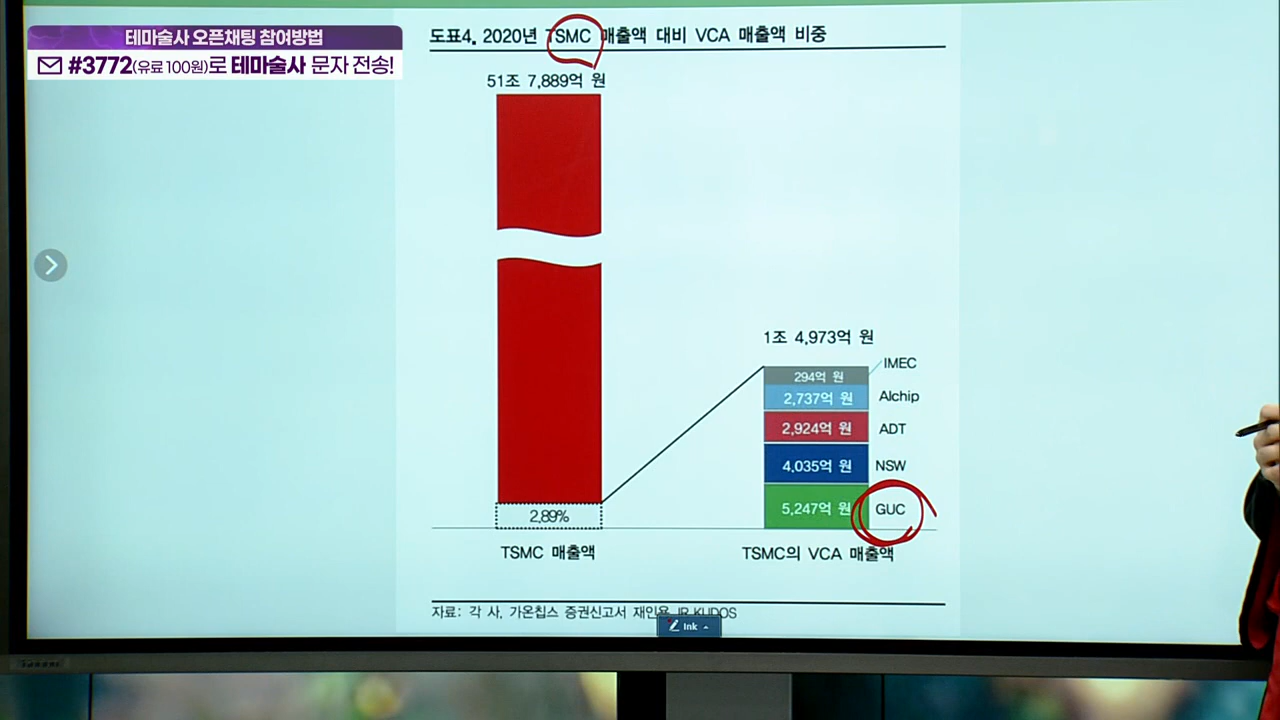 테마술사 오픈채팅 참여방법
#3772(유료 100원)로 테마술사 문자 전송!
도표4. 2020년 TSMC 매출액 대비 VCA 매출액 비중
51조 7,889억 원
1조 4,973억 원
IMEC
294억 원
Alchip
2,737억 원
ADT
2,924억 원
NSW
4,035억 원
GUC
5,247억 원
2.89%
TSMC 매출액
TSMC의 VCA 매출액
자료: 각 사, 가온칩스 증권신고서 재인용, IR KUDOS
Ink